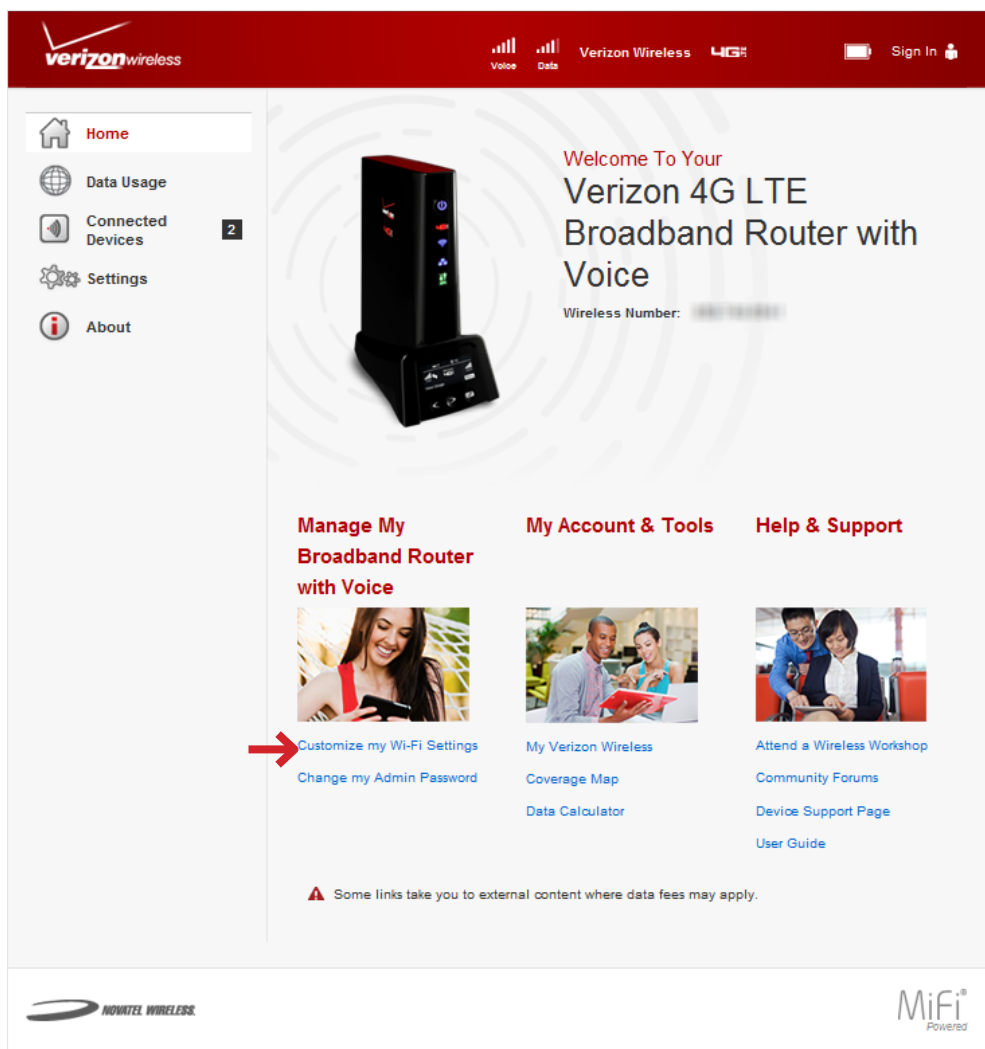 verizonwireless
Voice
Data
Verizon Wireless
4G
Sign In
Home
Data Usage
Connected
Devices
2
Settings
About
Welcome To Your
Verizon 4G LTE
Broadband Router with
Voice
Wireless Number:
Manage My
Broadband Router
with Voice
My Account & Tools
Help & Support
Customize my Wi-Fi Settings
Change my Admin Password
My Verizon Wireless
Coverage Map
Data Calculator
Attend a Wireless Workshop
Community Forums
Device Support Page
User Guide
Some links take you to external content where data fees may apply.
NOVATEL WIRELESS.
MiFi®
Powered